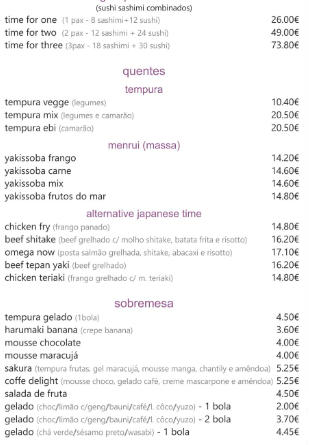 (sushi sashimi combinados)
time for one (1 pax - 8 sashimi+12 sushi) 26.00€
time for two (2 pax - 12 sashimi + 24 sushi) 49.00€
time for three (3pax - 18 sashimi + 30 sushi) 73.80€
quentes
tempura
tempura vegge (legumes) 10.40€
tempura mix (legumes e camarão) 20.50€
tempura ebi (camarão) 20.50€
menrui (massa)
yakissoba frango 14.20€
yakissoba carne 14.60€
yakissoba mix 14.60€
yakissoba frutos do mar 14.80€
alternative japanese time
chicken fry (frango panado) 14.80€
beef shitake (beef grelhado c/ molho shitake, batata frita e risotto) 16.20€
omega now (posta salmão grelhada, shitake, abacaxi e risotto) 17.10€
beef tepan yaki (beef grelhado) 16.20€
chicken teriaki (frango grelhado c/ m. teriaki) 14.80€
sobremesa
tempura gelado (1bola) 4.50€
harumaki banana (crepe banana) 3.60€
mousse chocolate 4.00€
mousse maracujá 4.00€
sakura (tempura frutas, gel maracujá, mousse manga, chantily e amêndoa) 5.25€
coffe delight (mousse choco, gelado café, creme mascarpone e amêndoa) 5.25€
salada de fruta 4.50€
gelado (choc/limão c/geng/bauni/café/l. côco/yuzo) - 1 bola 2.00€
gelado (choc/limão c/geng/bauni/café/l. côco/yuzo) - 2 bola 3.70€
gelado (chá verde/sésamo preto/wasabi) - 1 bola 4.45€